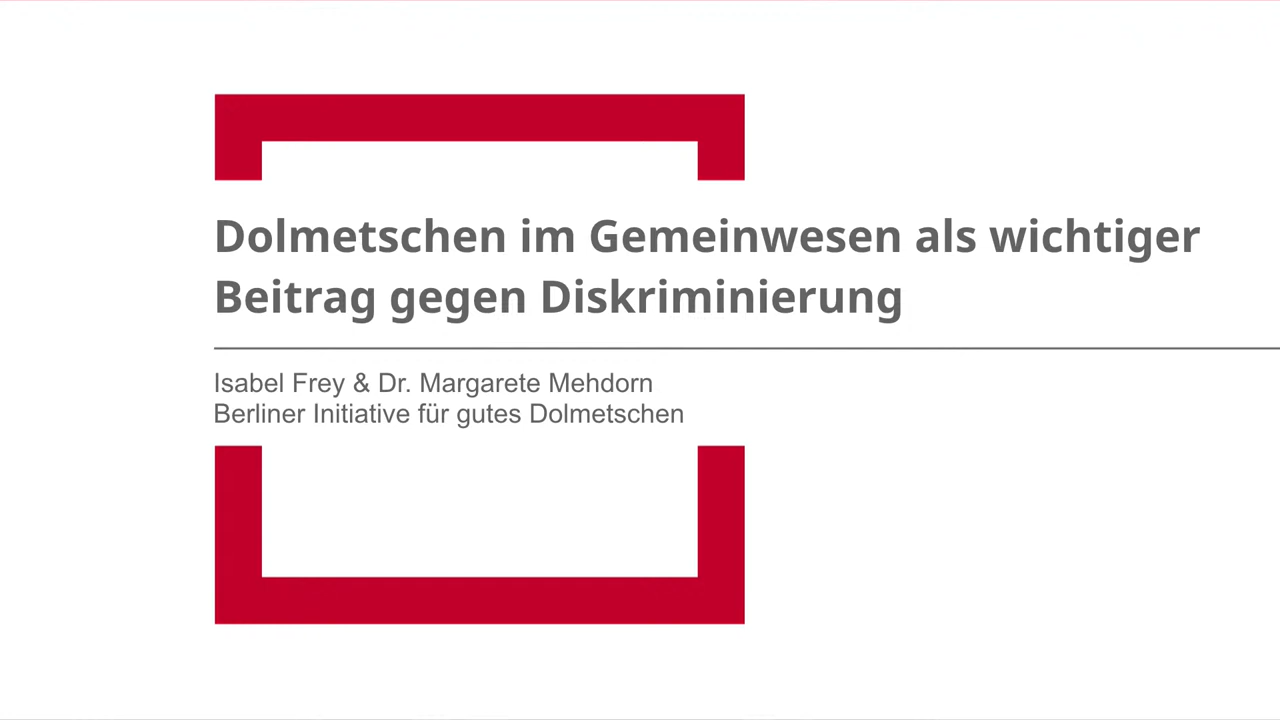 Dolmetschen im Gemeinwesen als wichtiger
Beitrag gegen Diskriminierung
Isabel Frey & Dr. Margarete Mehdorn
Berliner Initiative für gutes Dolmetschen